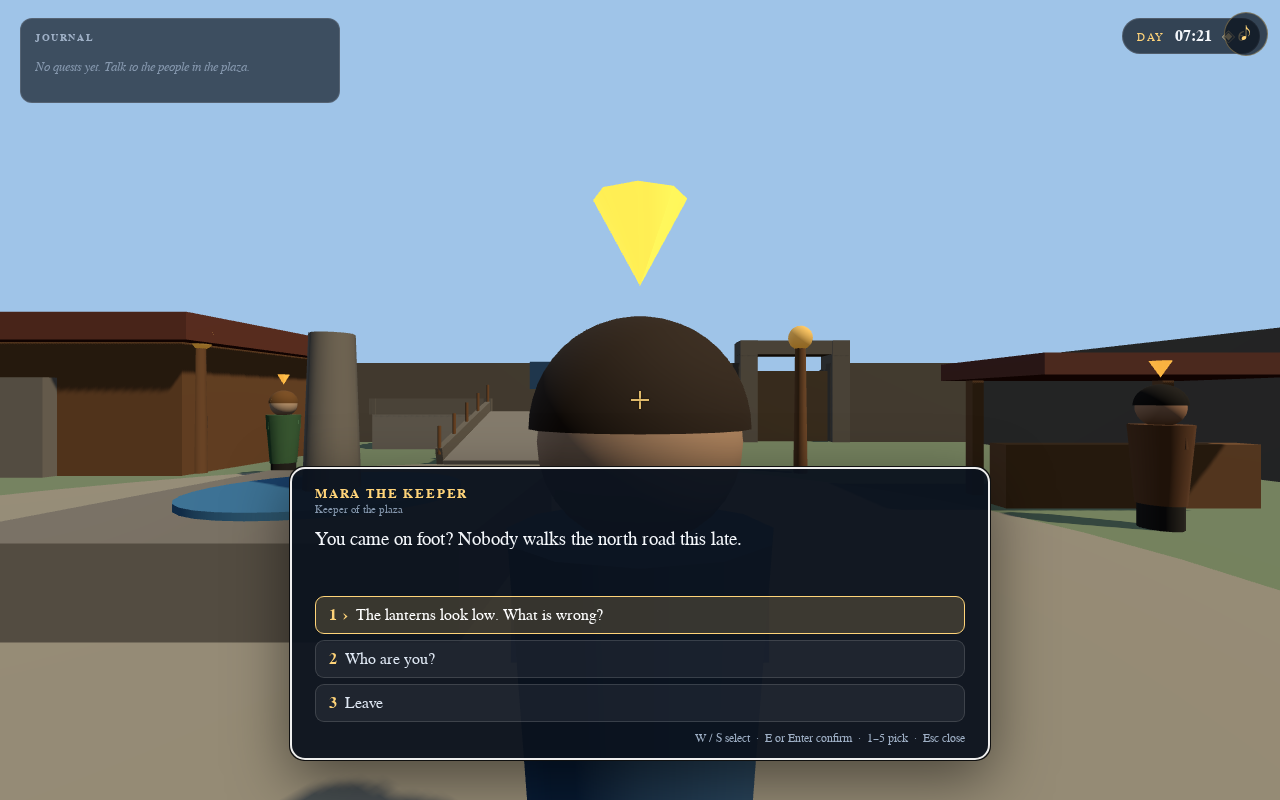 JOURNAL
No quests yet. Talk to the people in the plaza.
DAY 07:21
MARA THE KEEPER
Keeper of the plaza
You came on foot? Nobody walks the north road this late.
1 › The lanterns look low. What is wrong?
2 Who are you?
3 Leave
W / S select · E or Enter confirm · 1–5 pick · Esc close